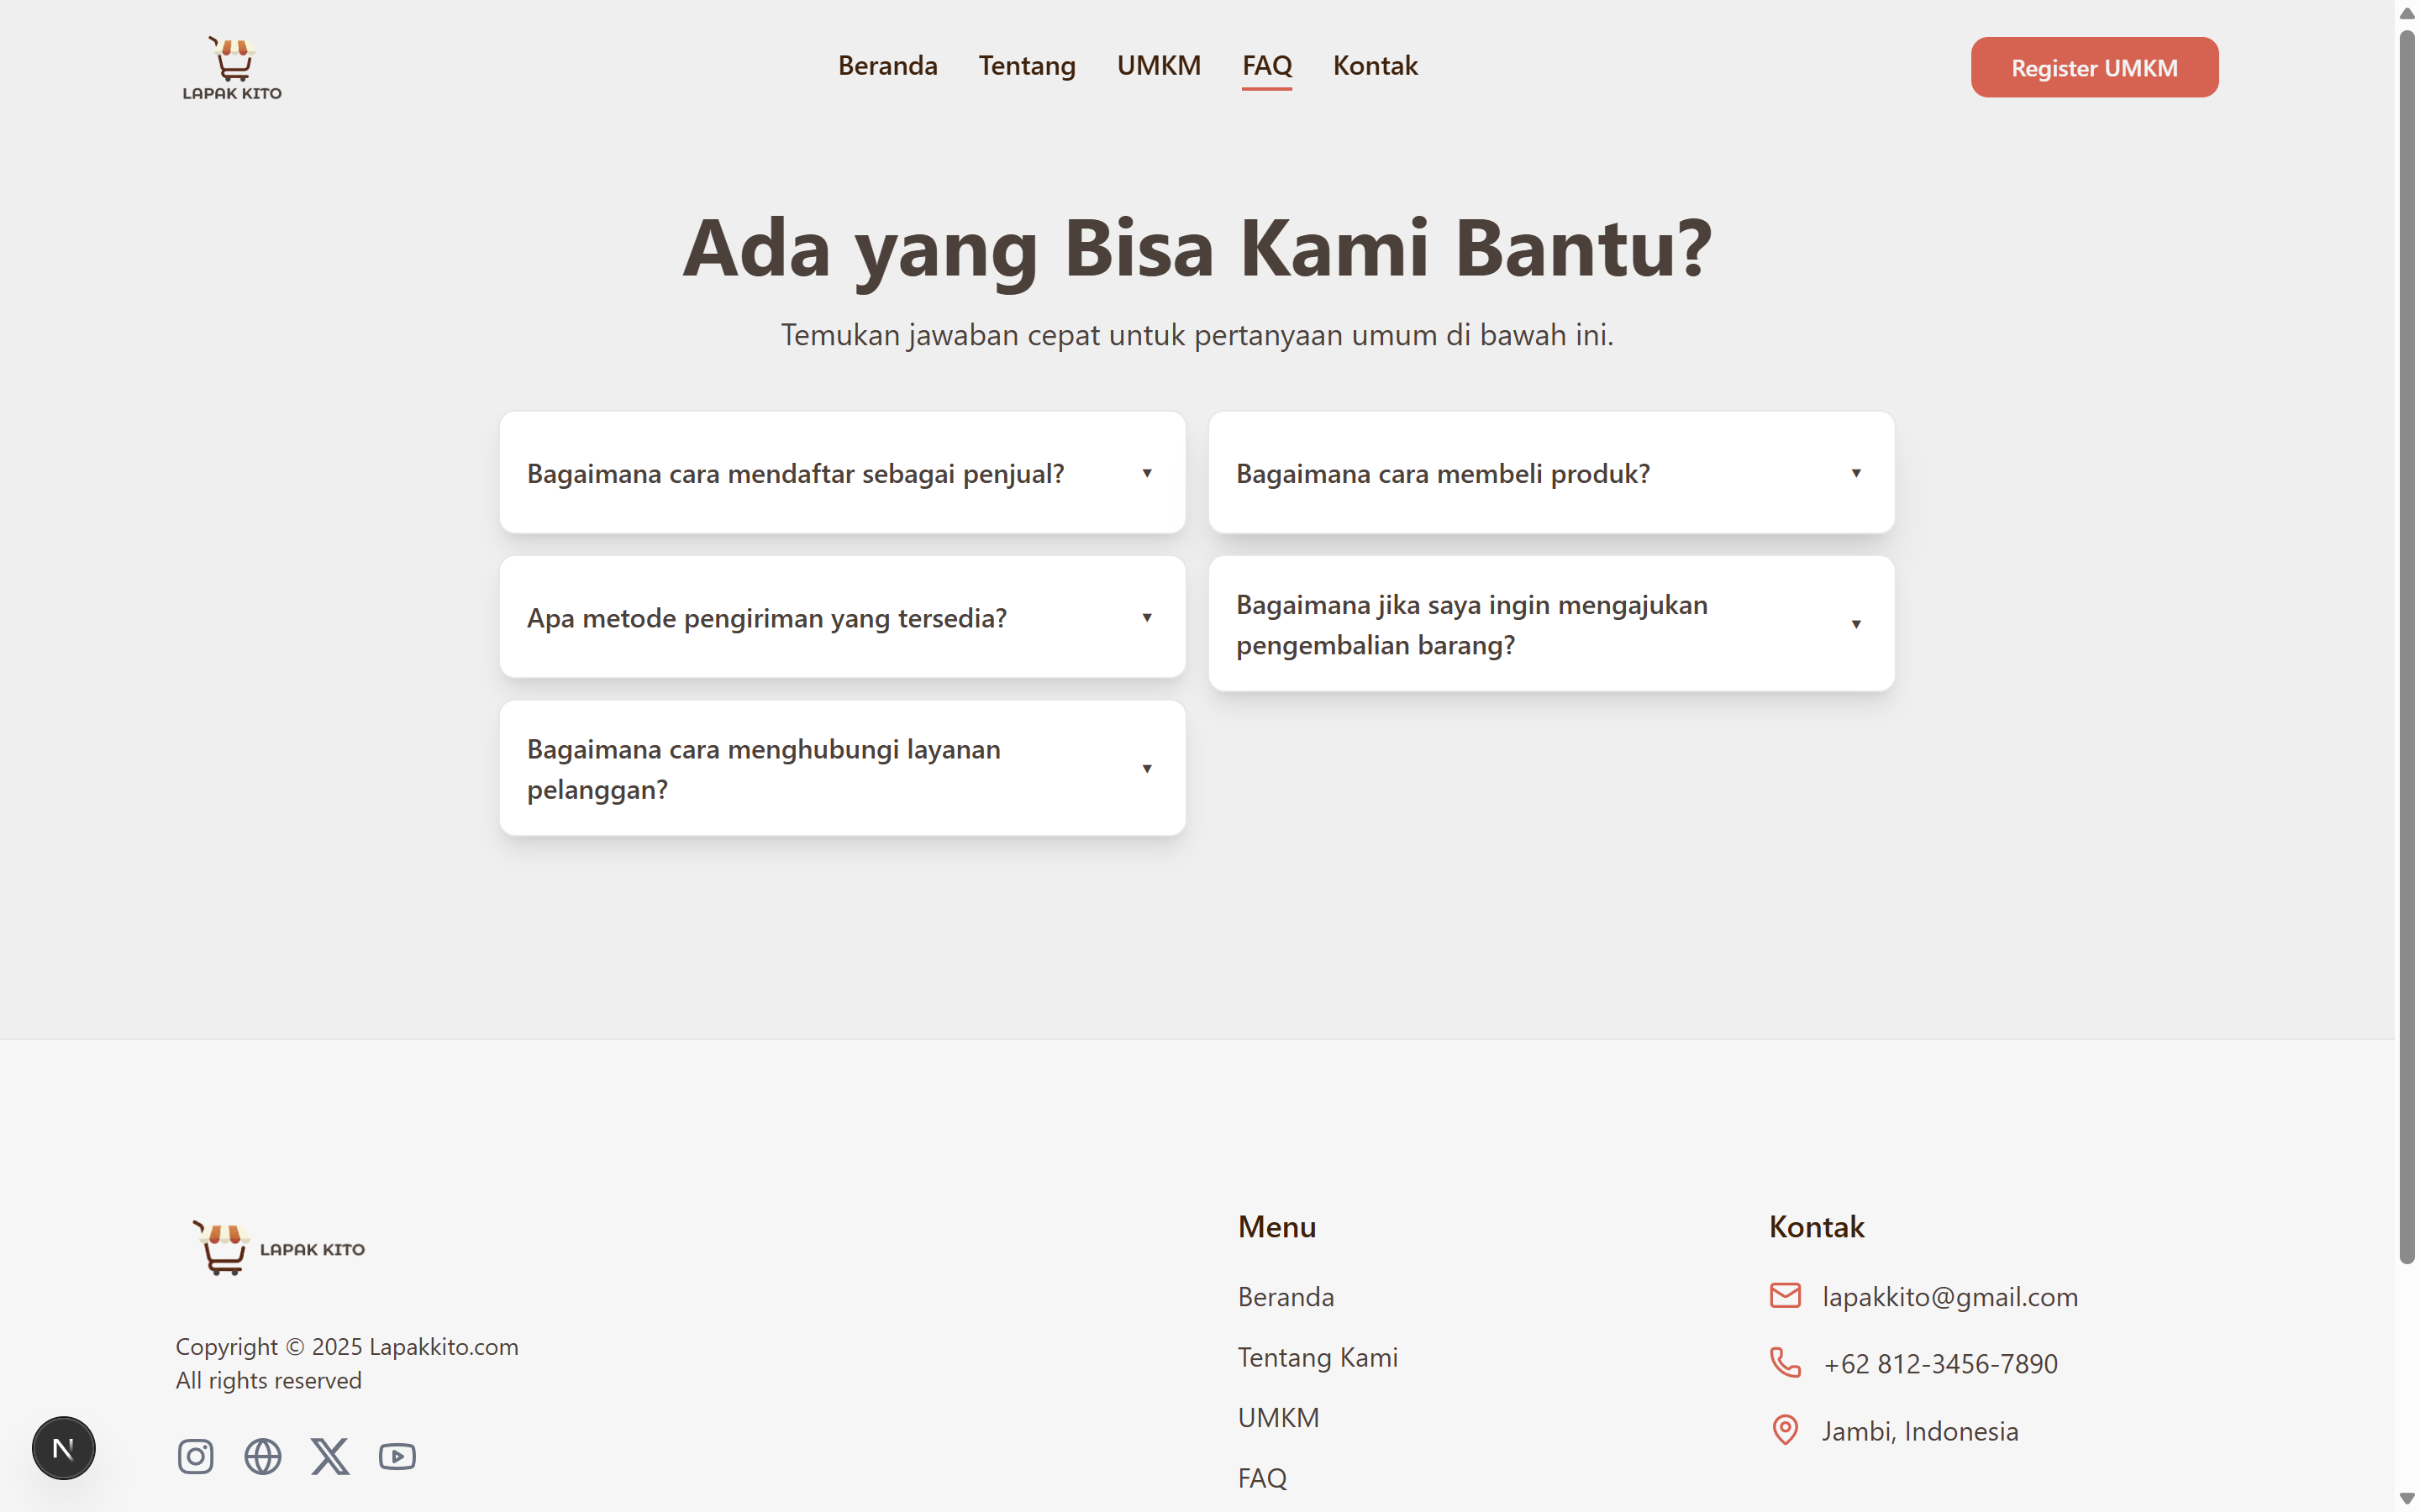 LAPAK KITO
Beranda
Tentang
UMKM
FAQ
Kontak
Register UMKM
Ada yang Bisa Kami Bantu?
Temukan jawaban cepat untuk pertanyaan umum di bawah ini.
Bagaimana cara mendaftar sebagai penjual?
Bagaimana cara membeli produk?
Apa metode pengiriman yang tersedia?
Bagaimana jika saya ingin mengajukan
pengembalian barang?
Bagaimana cara menghubungi layanan
pelanggan?
LAPAK KITO
Copyright © 2025 Lapakkito.com
All rights reserved
N
Menu
Beranda
Tentang Kami
UMKM
FAQ
Kontak
lapakkito@gmail.com
+62 812-3456-7890
Jambi, Indonesia